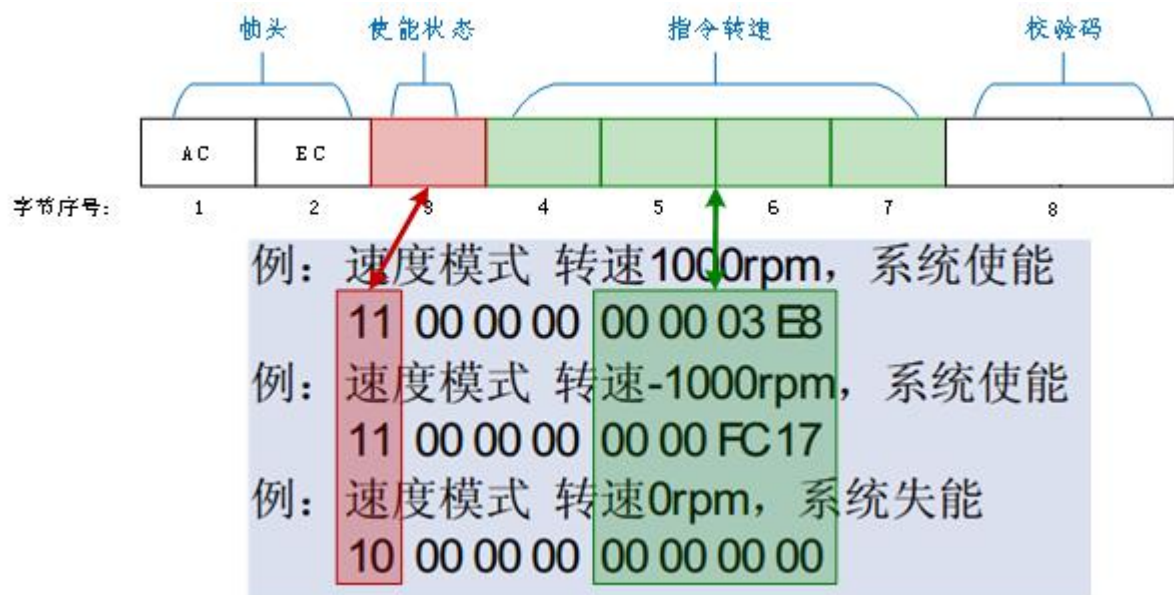 帧头 使能状态 指令转速 校验码
AC EC
字节序号： 1 2 3 4 5 6 7 8
例：速度模式 转速1000rpm，系统使能
11 00 00 00 00 00 03 E8
例：速度模式 转速-1000rpm，系统使能
11 00 00 00 00 00 FC 17
例：速度模式 转速0rpm，系统失能
10 00 00 00 00 00 00 00